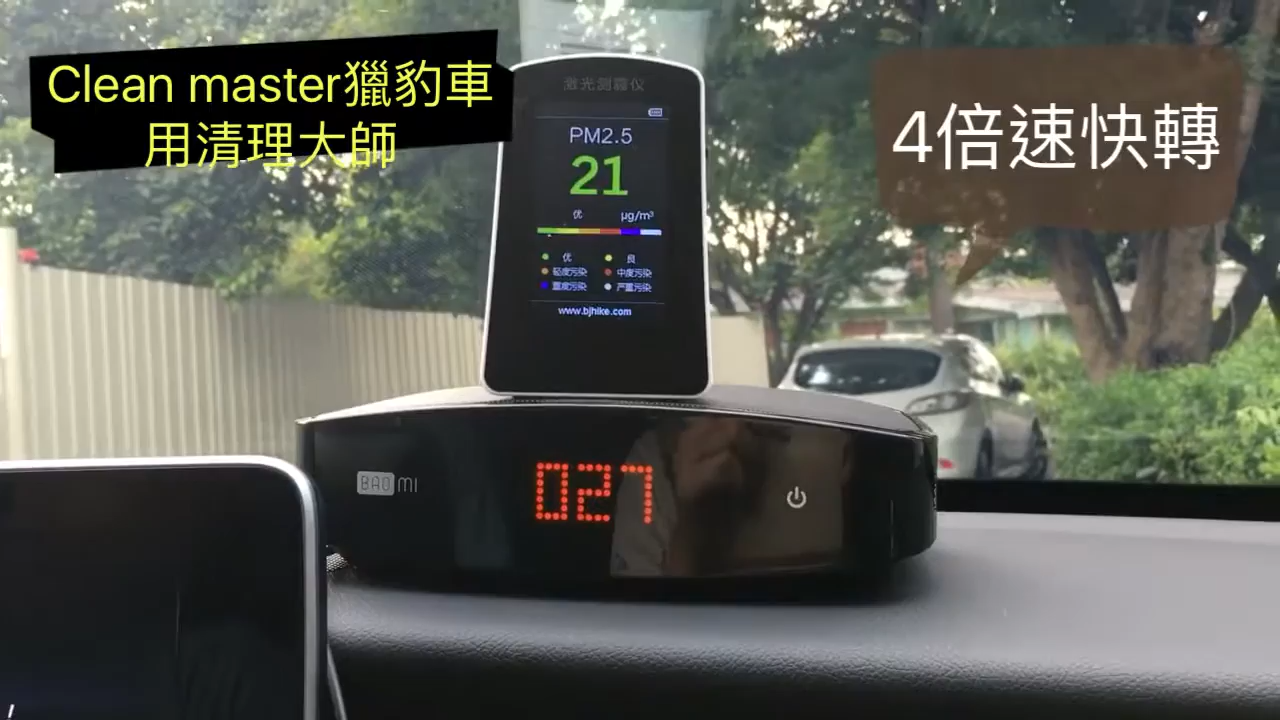 Clean master獵豹車
用清理大師
4倍速快轉
激光测霾仪
PM2.5
21
优 µg/m³
优 良
轻度污染 中度污染
重度污染 严重污染
www.bjhike.com
BAOMI
027